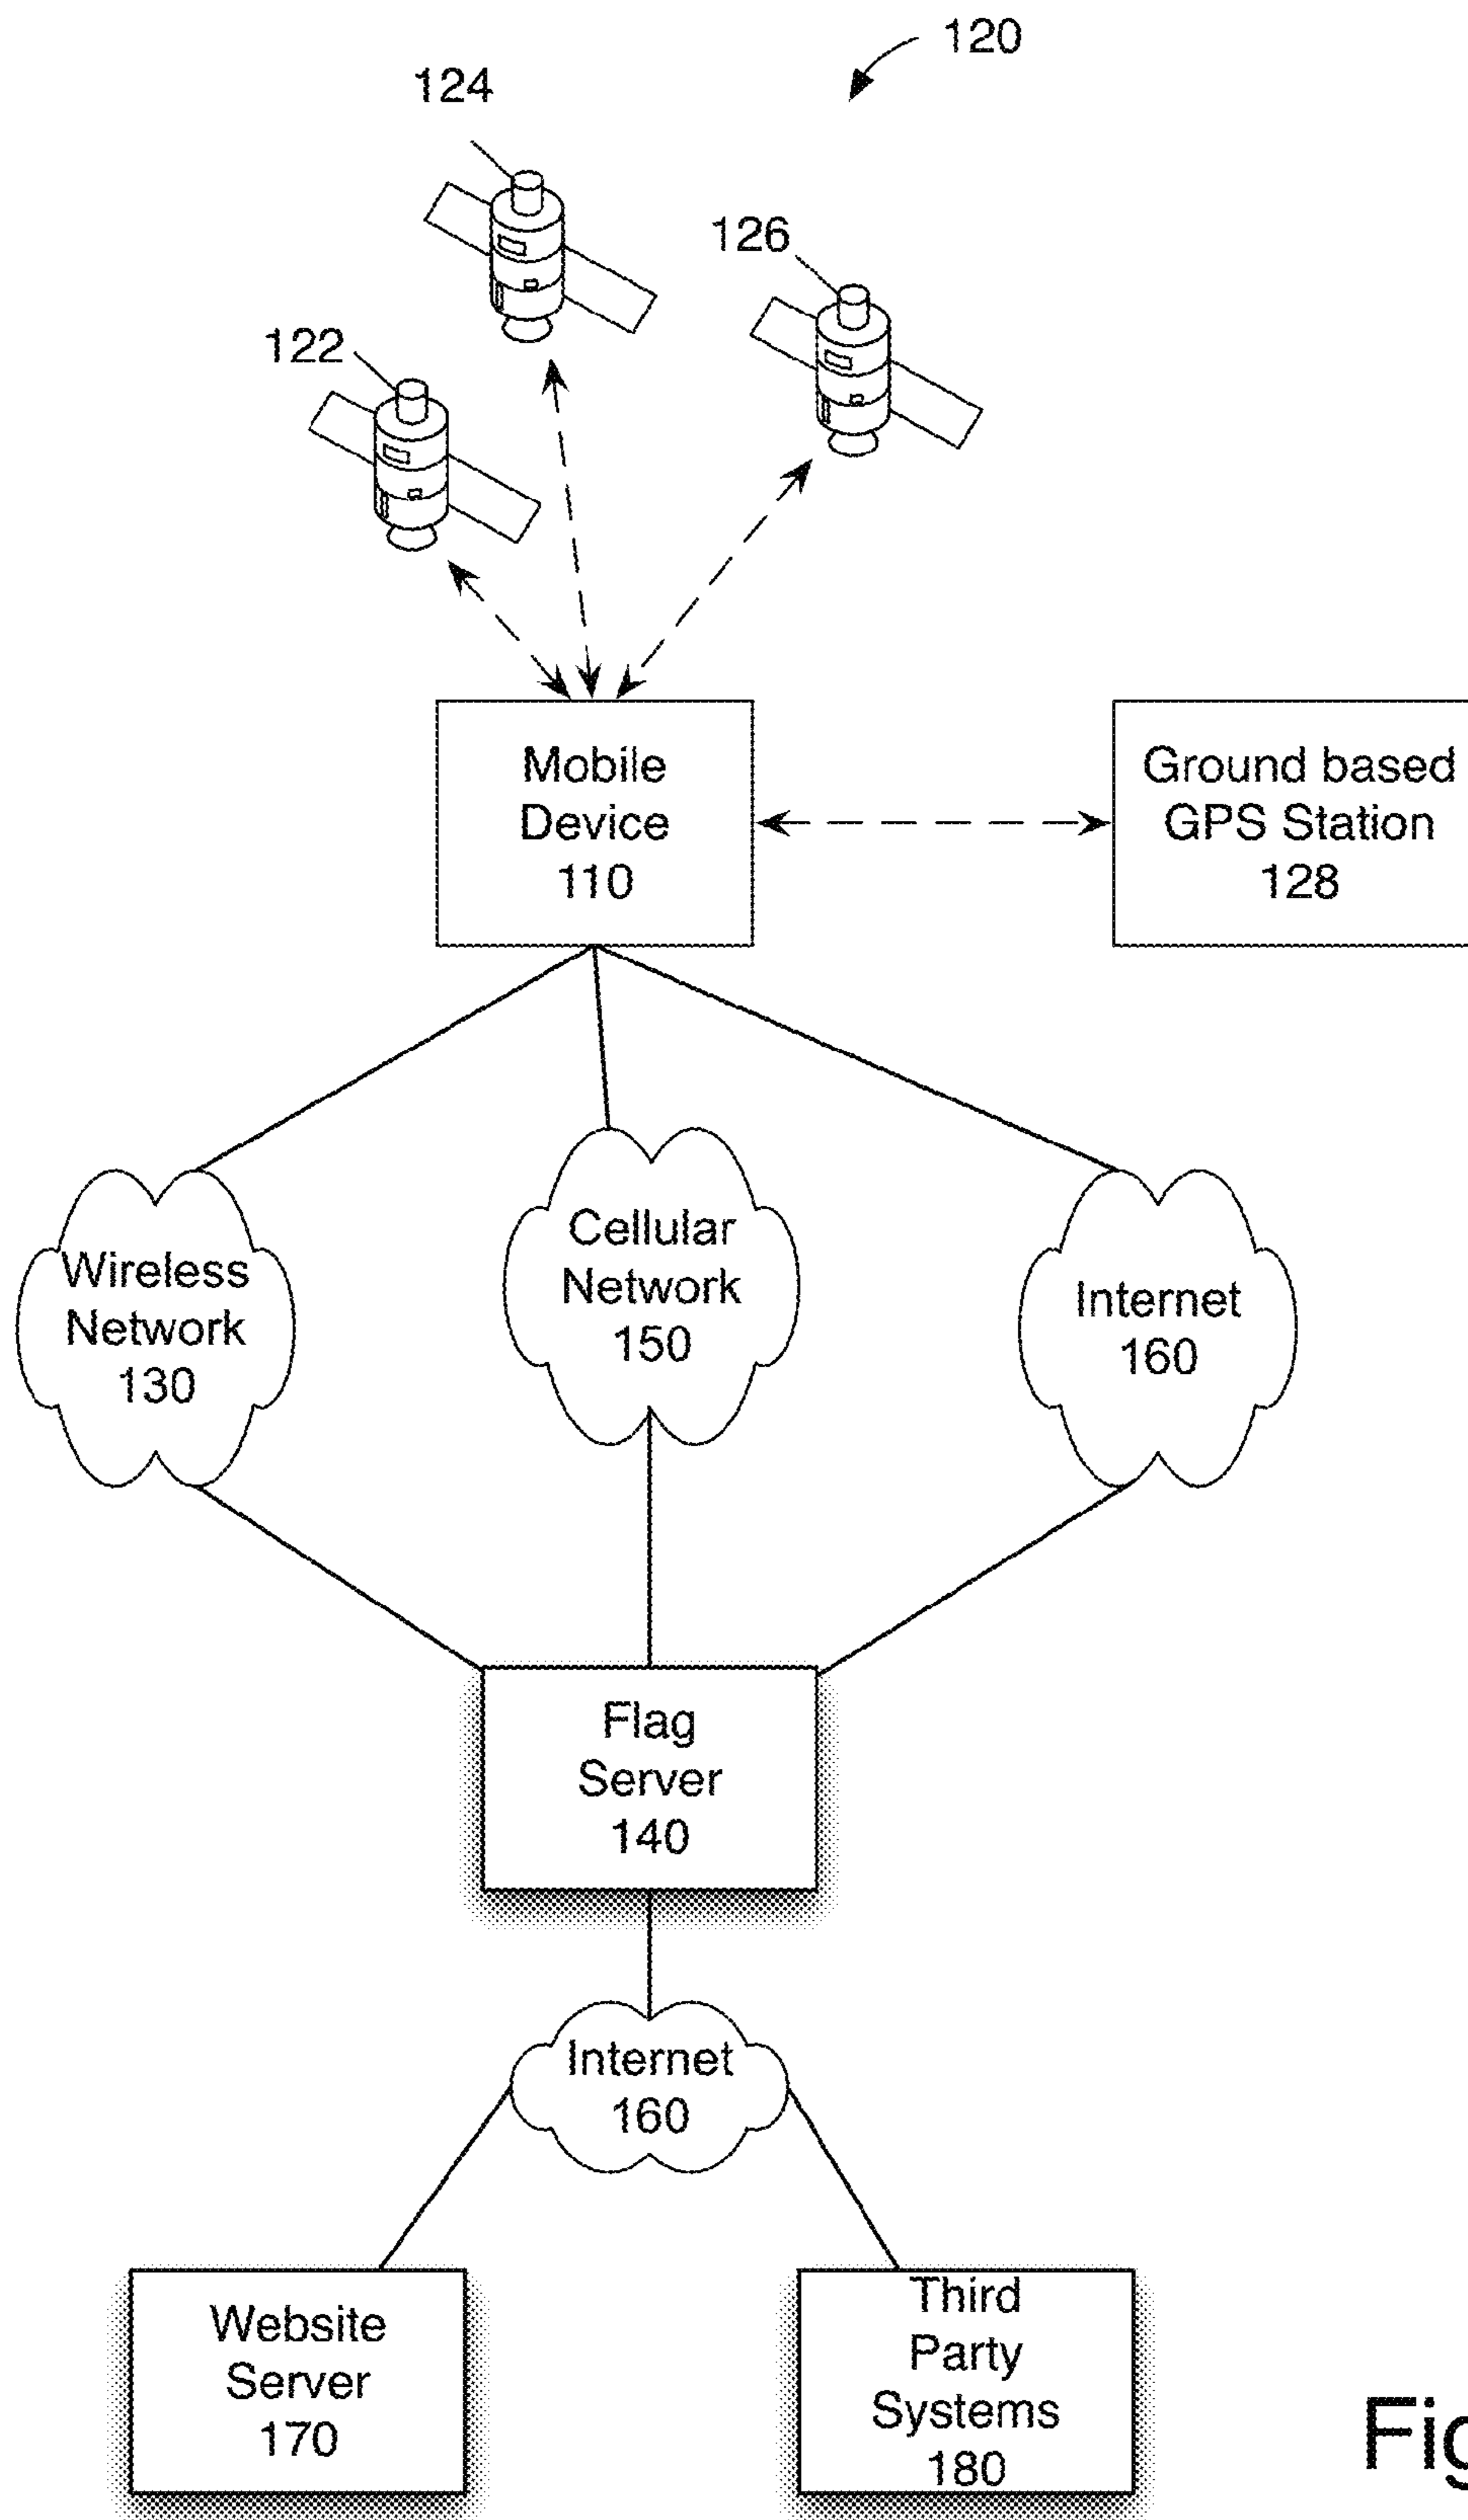 120
124
126
122
Mobile
Device
110
Ground based
GPS Station
128
Wireless
Network
130
Cellular
Network
150
Internet
160
Flag
Server
140
Internet
160
Website
Server
170
Third
Party
Systems
180
Fig